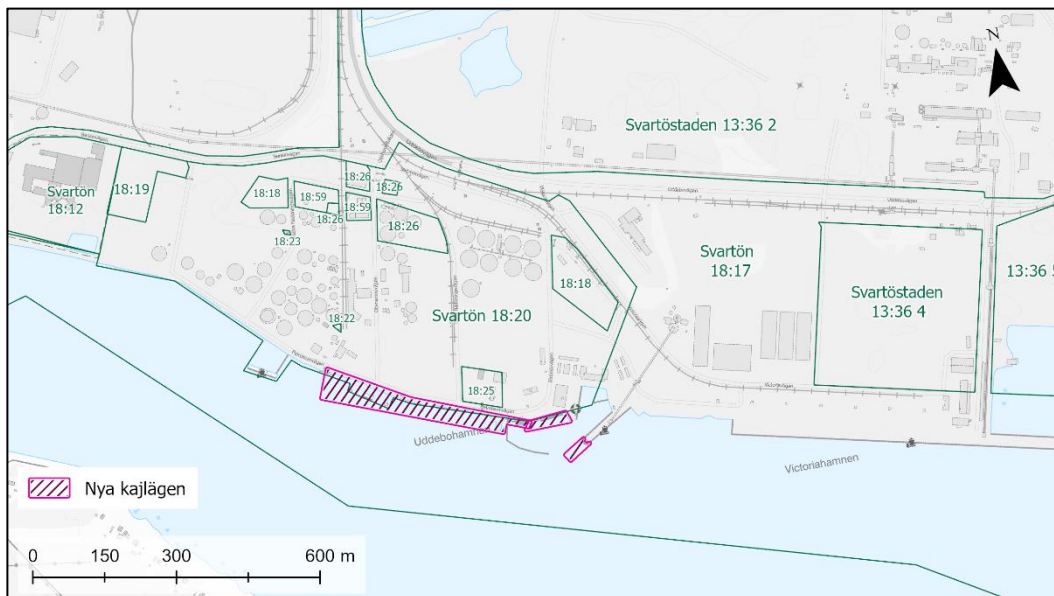 N
Svartöstaden 13:36 2
Svartön
18:12
18:19
18:18
18:59
18:26
18:26
18:59
18:26
18:26
18:23
18:22
18:18
Svartön
18:17
Svartöstaden
13:36 4
13:36 5
Svartön 18:20
18:25
Uddebohamnen
Victoriahamnen
Nya kajlägen
0 150 300 600 m